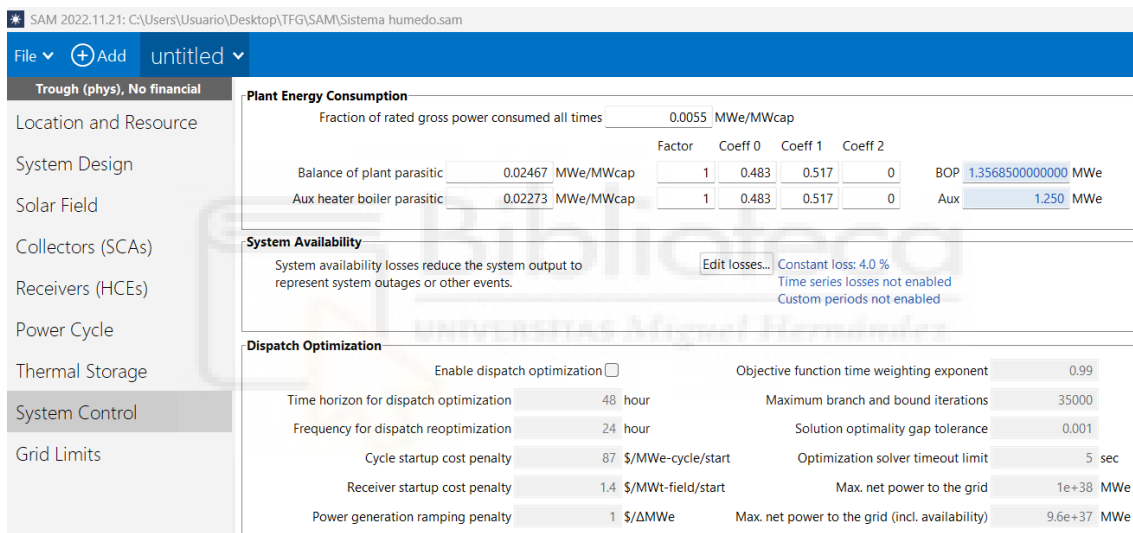 SAM 2022.11.21: C:\Users\Usuario\Desktop\TFG\SAM\Sistema humedo.sam
File Add untitled
Trough (phys), No financial
Location and Resource
System Design
Solar Field
Collectors (SCAs)
Receivers (HCEs)
Power Cycle
Thermal Storage
System Control
Grid Limits
Plant Energy Consumption
Fraction of rated gross power consumed all times 0.0055 MWe/MWcap
Factor Coeff 0 Coeff 1 Coeff 2
Balance of plant parasitic 0.02467 MWe/MWcap 1 0.483 0.517 0 BOP 1.3568500000000 MWe
Aux heater boiler parasitic 0.02273 MWe/MWcap 1 0.483 0.517 0 Aux 1.250 MWe
System Availability
System availability losses reduce the system output to
represent system outages or other events.
Edit losses...
Constant loss: 4.0 %
Time series losses not enabled
Custom periods not enabled
Biblioteca
UNIVERSITAS Miguel Hernández
Dispatch Optimization
Enable dispatch optimization Objective function time weighting exponent 0.99
Time horizon for dispatch optimization 48 hour Maximum branch and bound iterations 35000
Frequency for dispatch reoptimization 24 hour Solution optimality gap tolerance 0.001
Cycle startup cost penalty 87 $/MWe-cycle/start Optimization solver timeout limit 5 sec
Receiver startup cost penalty 1.4 $/MWt-field/start Max. net power to the grid 1e+38 MWe
Power generation ramping penalty 1 $/ΔMWe Max. net power to the grid (incl. availability) 9.6e+37 MWe